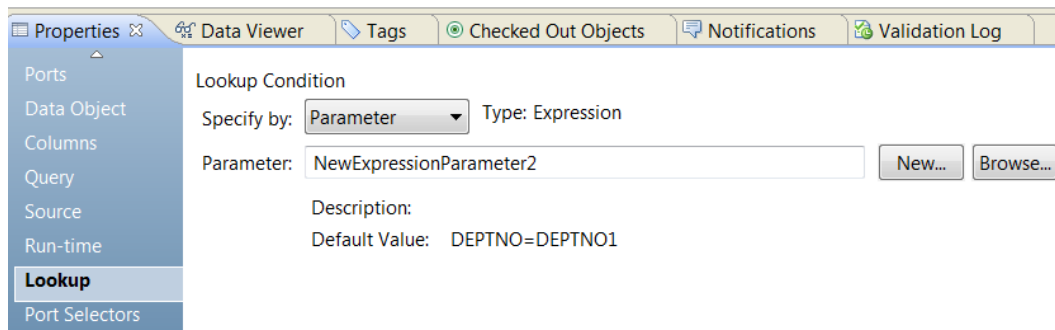 Properties Data Viewer Tags Checked Out Objects Notifications Validation Log
Ports
Data Object
Columns
Query
Source
Run-time
Lookup
Port Selectors
Lookup Condition
Specify by: Parameter Type: Expression
Parameter: NewExpressionParameter2 New... Browse...
Description:
Default Value: DEPTNO=DEPTNO1